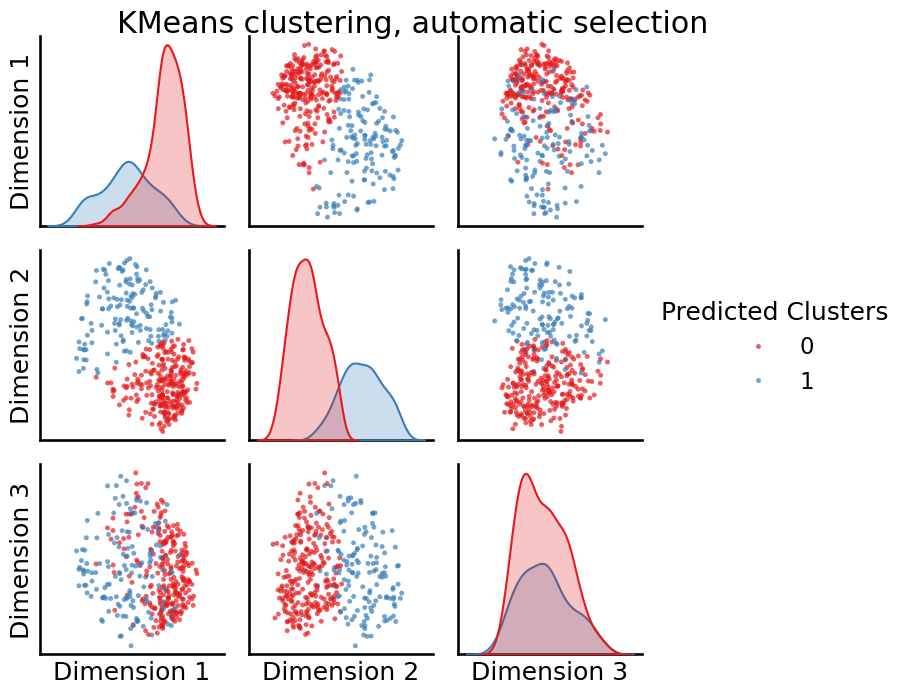 KMeans clustering, automatic selection
Dimension 1
Dimension 2
Dimension 3
Dimension 1
Dimension 2
Dimension 3
Predicted Clusters
0
1